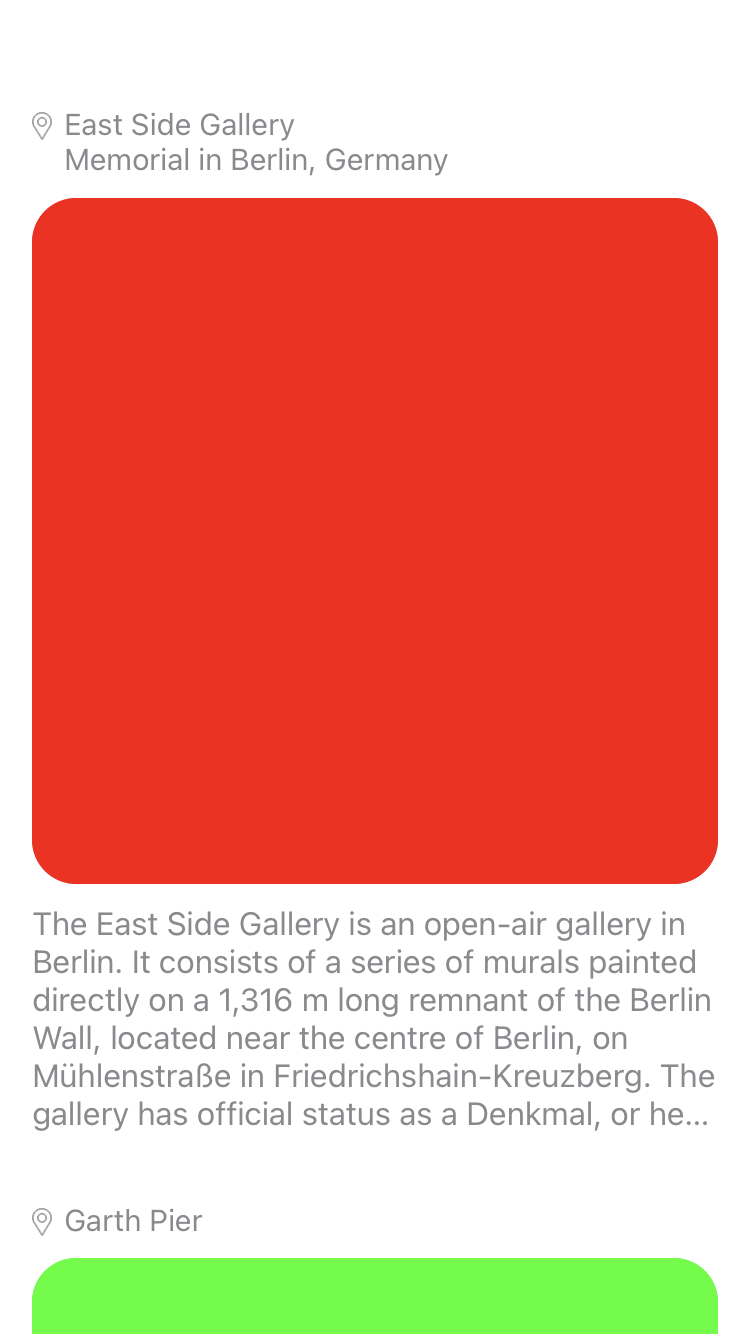 East Side Gallery
Memorial in Berlin, Germany
The East Side Gallery is an open-air gallery in
Berlin. It consists of a series of murals painted
directly on a 1,316 m long remnant of the Berlin
Wall, located near the centre of Berlin, on
Mühlenstraße in Friedrichshain-Kreuzberg. The
gallery has official status as a Denkmal, or he...
Garth Pier